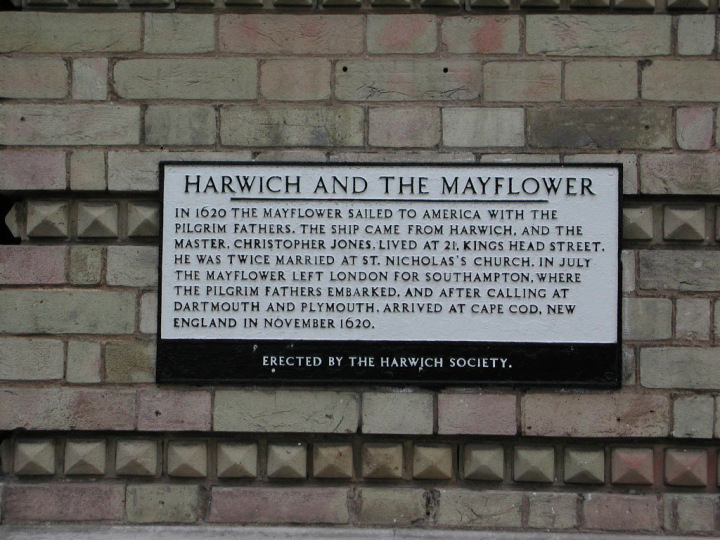 HARWICH AND THE MAYFLOWER
IN 1620 THE MAYFLOWER SAILED TO AMERICA WITH THE
PILGRIM FATHERS. THE SHIP CAME FROM HARWICH, AND THE
MASTER, CHRISTOPHER JONES, LIVED AT 21, KINGS HEAD STREET.
HE WAS TWICE MARRIED AT ST. NICHOLAS'S CHURCH. IN JULY
THE MAYFLOWER LEFT LONDON FOR SOUTHAMPTON, WHERE
THE PILGRIM FATHERS EMBARKED, AND AFTER CALLING AT
DARTMOUTH AND PLYMOUTH, ARRIVED AT CAPE COD, NEW
ENGLAND IN NOVEMBER 1620.
ERECTED BY THE HARWICH SOCIETY.